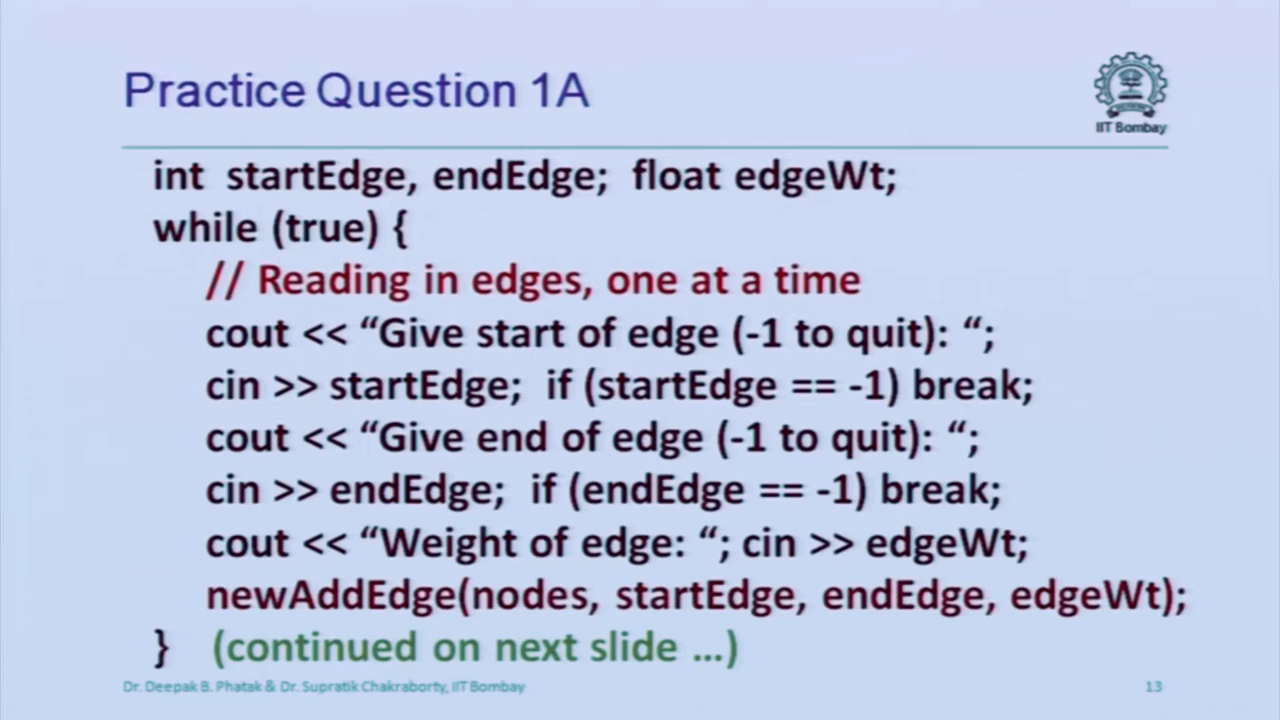 Practice Question 1A
IIT Bombay
int startEdge, endEdge; float edgeWt;
while (true) {
// Reading in edges, one at a time
cout << “Give start of edge (-1 to quit): “;
cin >> startEdge; if (startEdge == -1) break;
cout << “Give end of edge (-1 to quit): “;
cin >> endEdge; if (endEdge == -1) break;
cout << “Weight of edge: “; cin >> edgeWt;
newAddEdge(nodes, startEdge, endEdge, edgeWt);
} (continued on next slide ...)
Dr. Deepak B. Phatak & Dr. Supratik Chakraborty, IIT Bombay 13